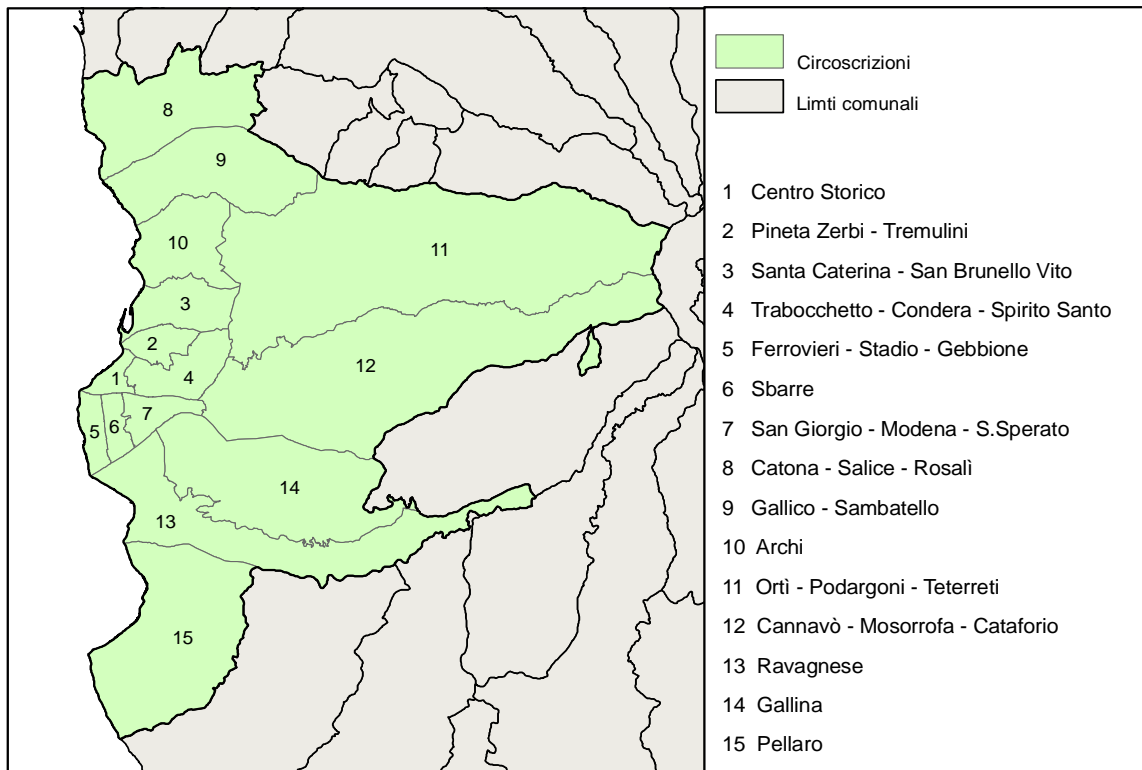 Circoscrizioni
Limti comunali
1 Centro Storico
2 Pineta Zerbi - Tremulini
3 Santa Caterina - San Brunello Vito
4 Trabocchetto - Condera - Spirito Santo
5 Ferrovieri - Stadio - Gebbione
6 Sbarre
7 San Giorgio - Modena - S.Sperato
8 Catona - Salice - Rosalì
9 Gallico - Sambatello
10 Archi
11 Ortì - Podargoni - Teterreti
12 Cannavò - Mosorrofa - Cataforio
13 Ravagnese
14 Gallina
15 Pellaro
8
9
10
11
3
2
1
4
12
5
6
7
14
13
15